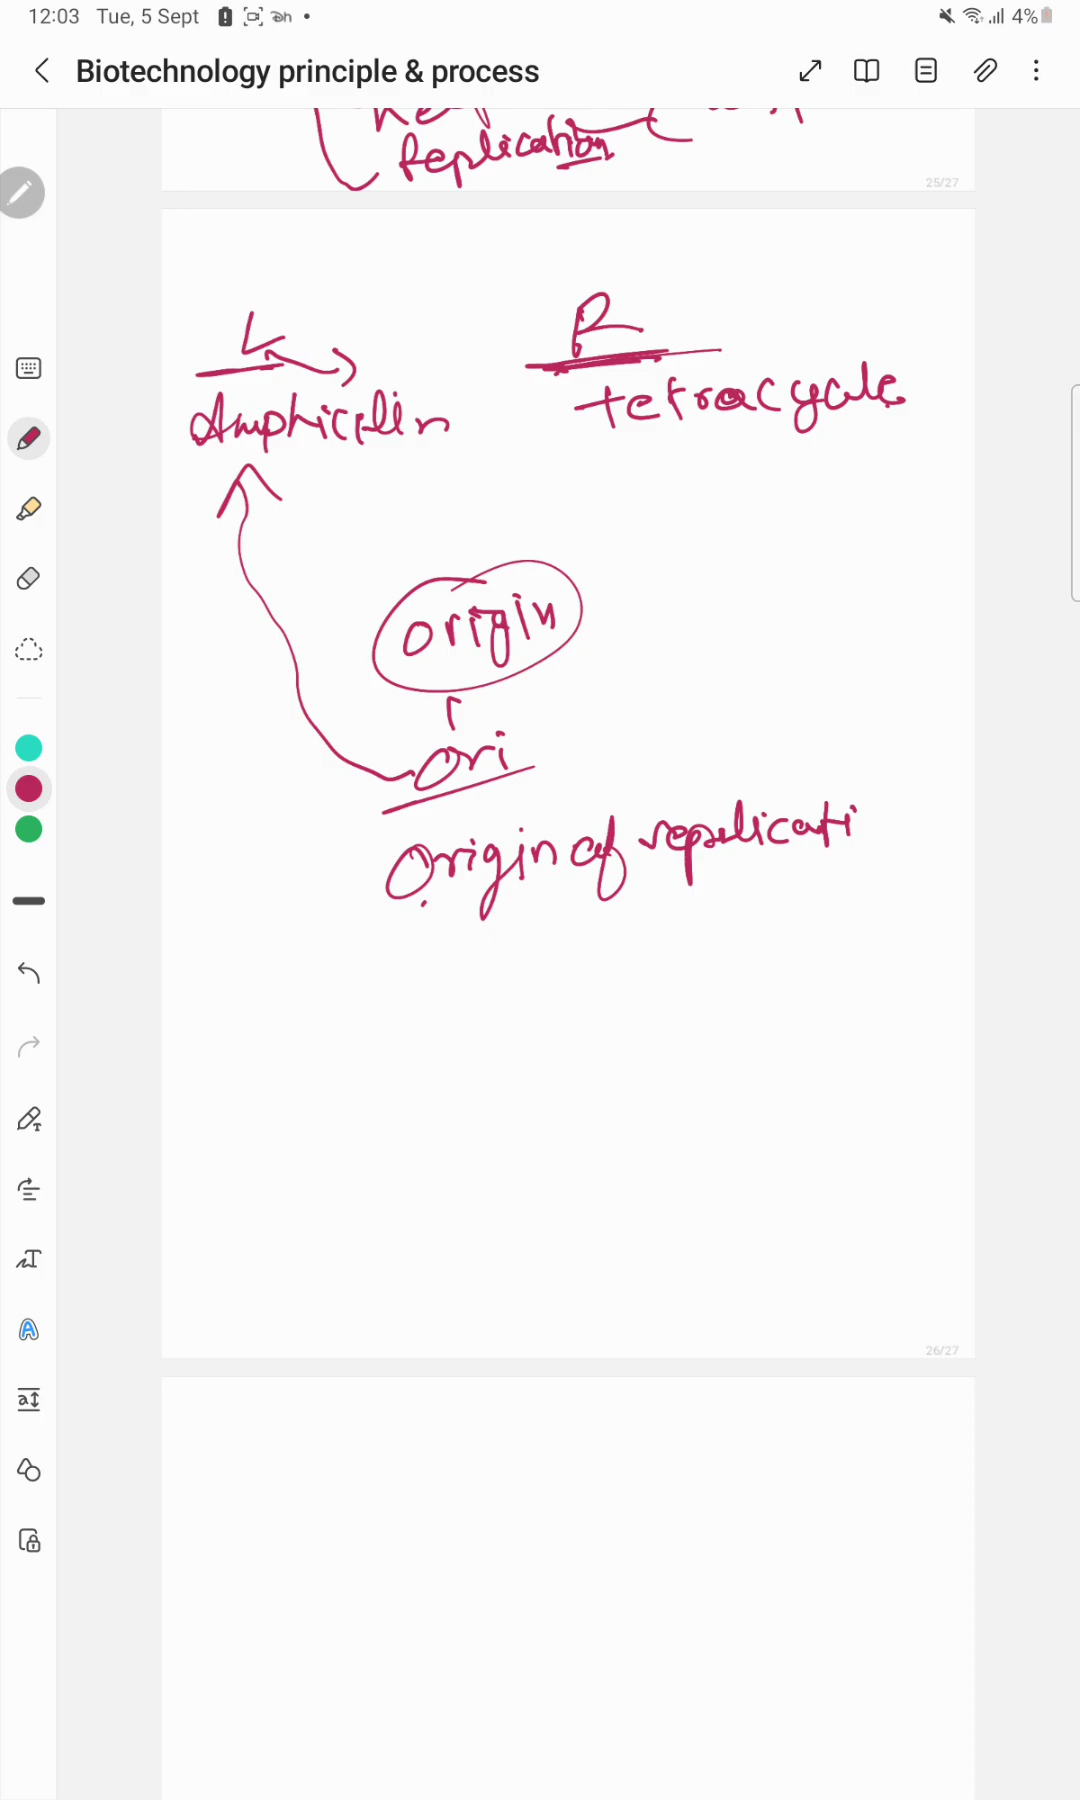 12:03 Tue, 5 Sept 4%
Biotechnology principle & process
Replication
25/27
L R
Amphicillin tetracycle
origin
ori
Origin of replicati
26/27